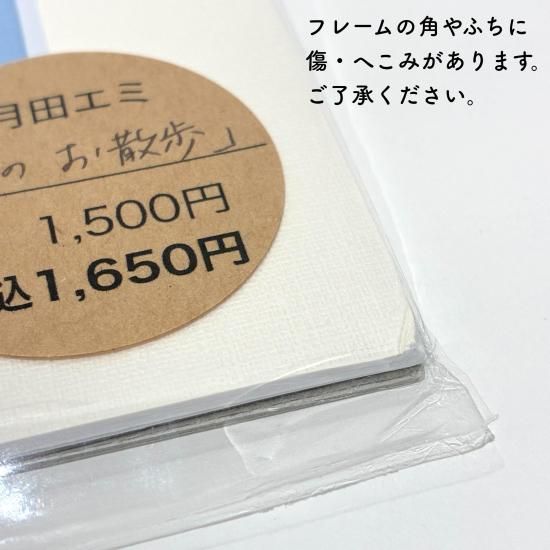 フレームの角やふちに
傷・へこみがあります。
ご了承ください。
月田エミ
の お散歩」
1,500円
込1,650円